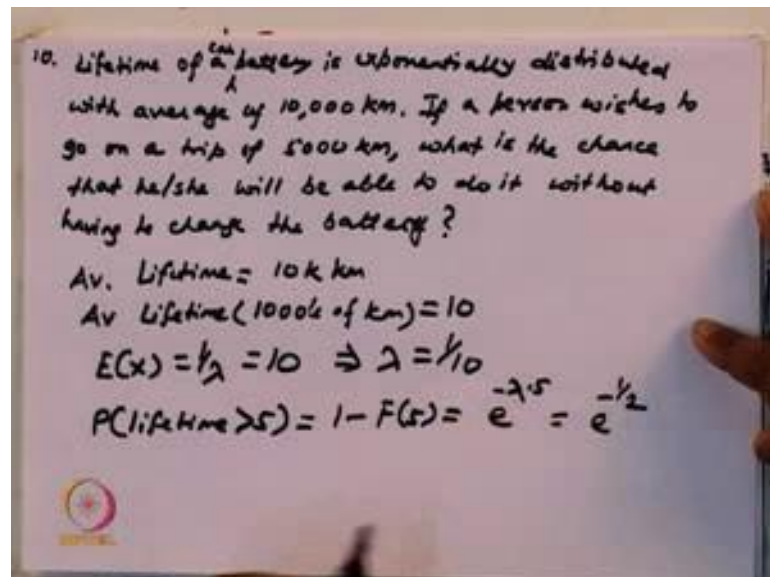 10. Lifetime of a car battery is exponentially distributed
with average of 10,000 km. If a person wishes to
go on a trip of 5000 km, what is the chance
that he/she will be able to do it without
having to change the battery?
Av. Lifetime = 10k km
Av Lifetime (1000's of km) = 10
E(X) = 1/λ = 10 ⇒ λ = 1/10
P(lifetime > 5) = 1 - F(5) = e^{-λ·5} = e^{-1/2}